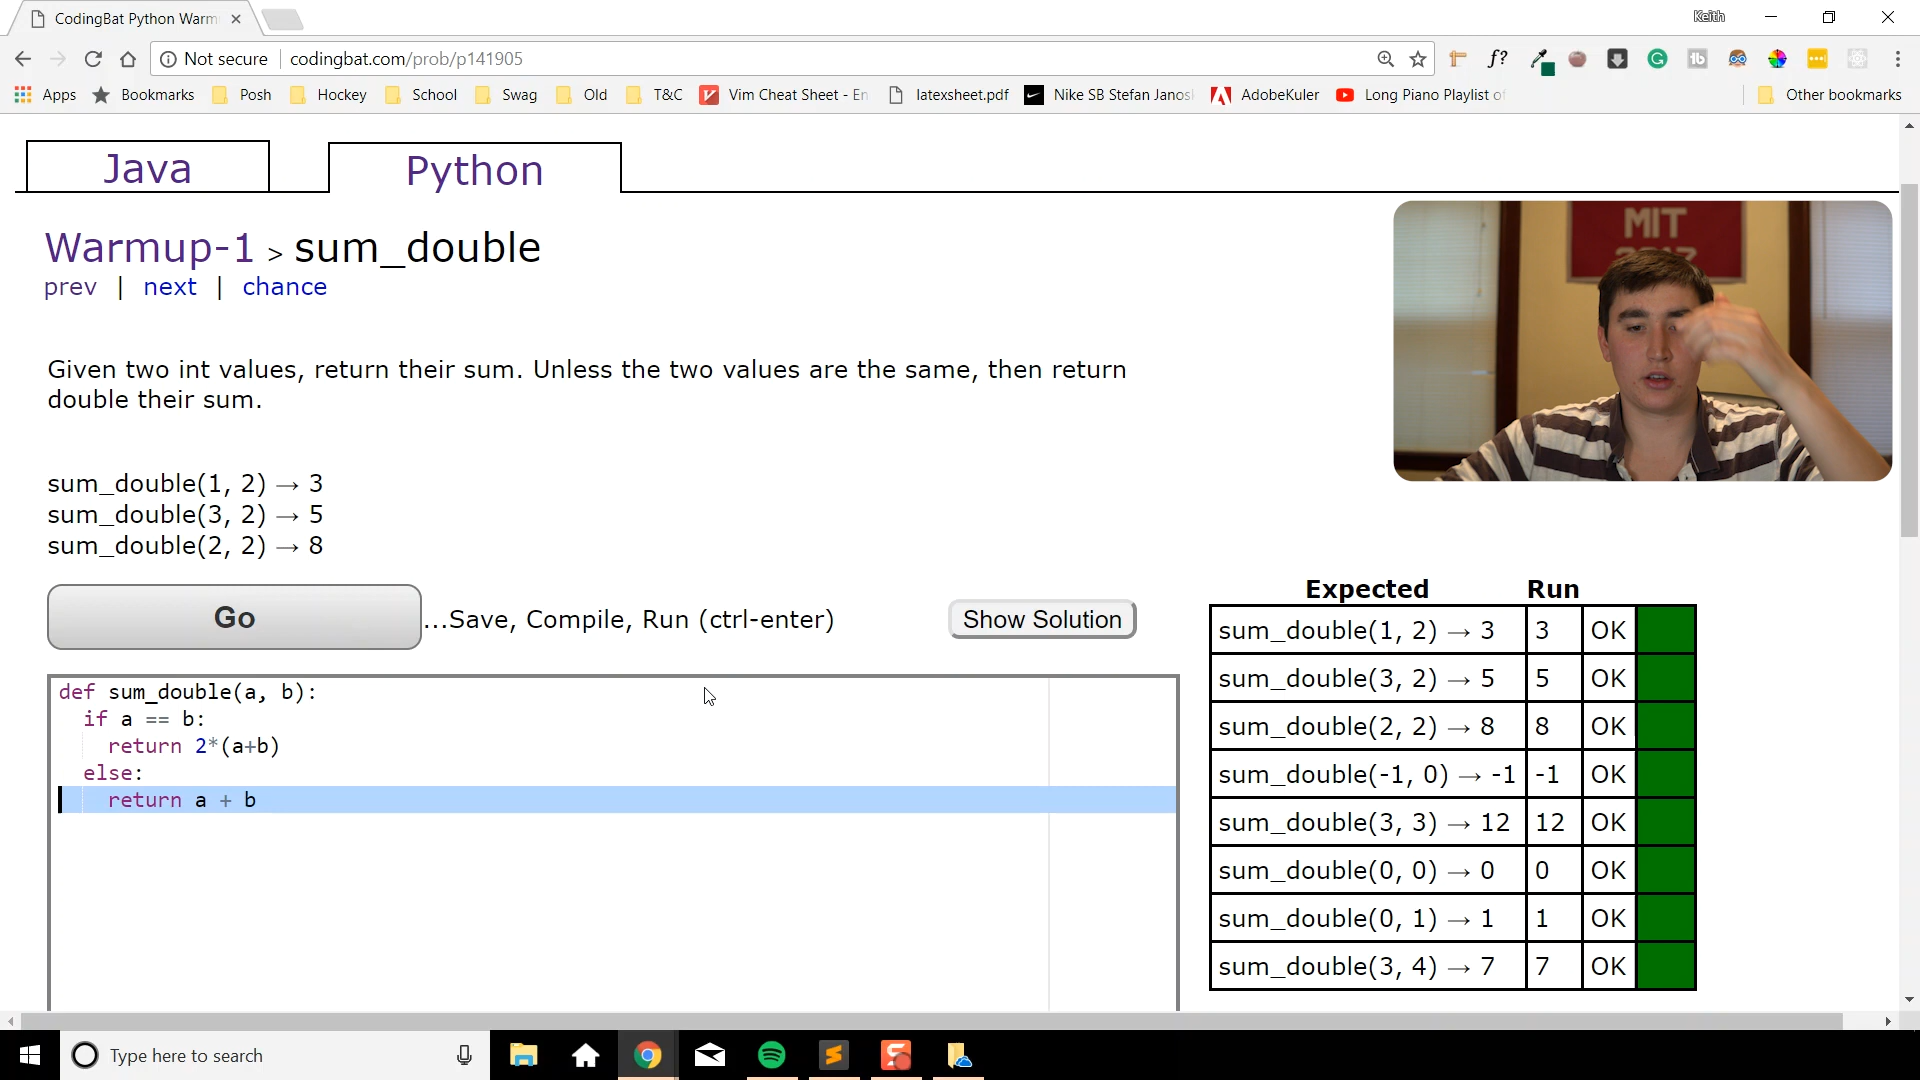 CodingBat Python Warm
Keith
Not secure
codingbat.com/prob/p141905
f?
Apps
Bookmarks
Posh
Hockey
School
Swag
Old
T&C
Vim Cheat Sheet - En
latexsheet.pdf
Nike SB Stefan Janosk
AdobeKuler
Long Piano Playlist of
Other bookmarks
Java
Python
MIT
2017
Warmup-1 > sum_double
prev | next | chance
Given two int values, return their sum. Unless the two values are the same, then return
double their sum.
sum_double(1, 2) → 3
sum_double(3, 2) → 5
sum_double(2, 2) → 8
Go
...Save, Compile, Run (ctrl-enter)
Show Solution
def sum_double(a, b):
if a == b:
return 2*(a+b)
else:
return a + b
Expected Run
sum_double(1, 2) → 3 3 OK
sum_double(3, 2) → 5 5 OK
sum_double(2, 2) → 8 8 OK
sum_double(-1, 0) → -1 -1 OK
sum_double(3, 3) → 12 12 OK
sum_double(0, 0) → 0 0 OK
sum_double(0, 1) → 1 1 OK
sum_double(3, 4) → 7 7 OK
Type here to search